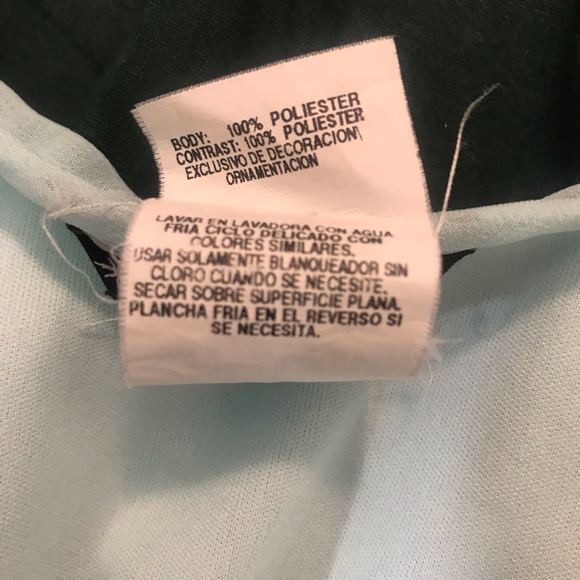 BODY: 100% POLIESTER
CONTRAST: 100% POLIESTER
EXCLUSIVO DE DECORACION
ORNAMENTACION
LAVAR EN LAVADORA CON AGUA
FRIA CICLO DELICADO CON
COLORES SIMILARES.
USAR SOLAMENTE BLANQUEADOR SIN
CLORO CUANDO SE NECESITE.
SECAR SOBRE SUPERFICIE PLANA.
PLANCHA FRIA EN EL REVERSO SI
SE NECESITA.